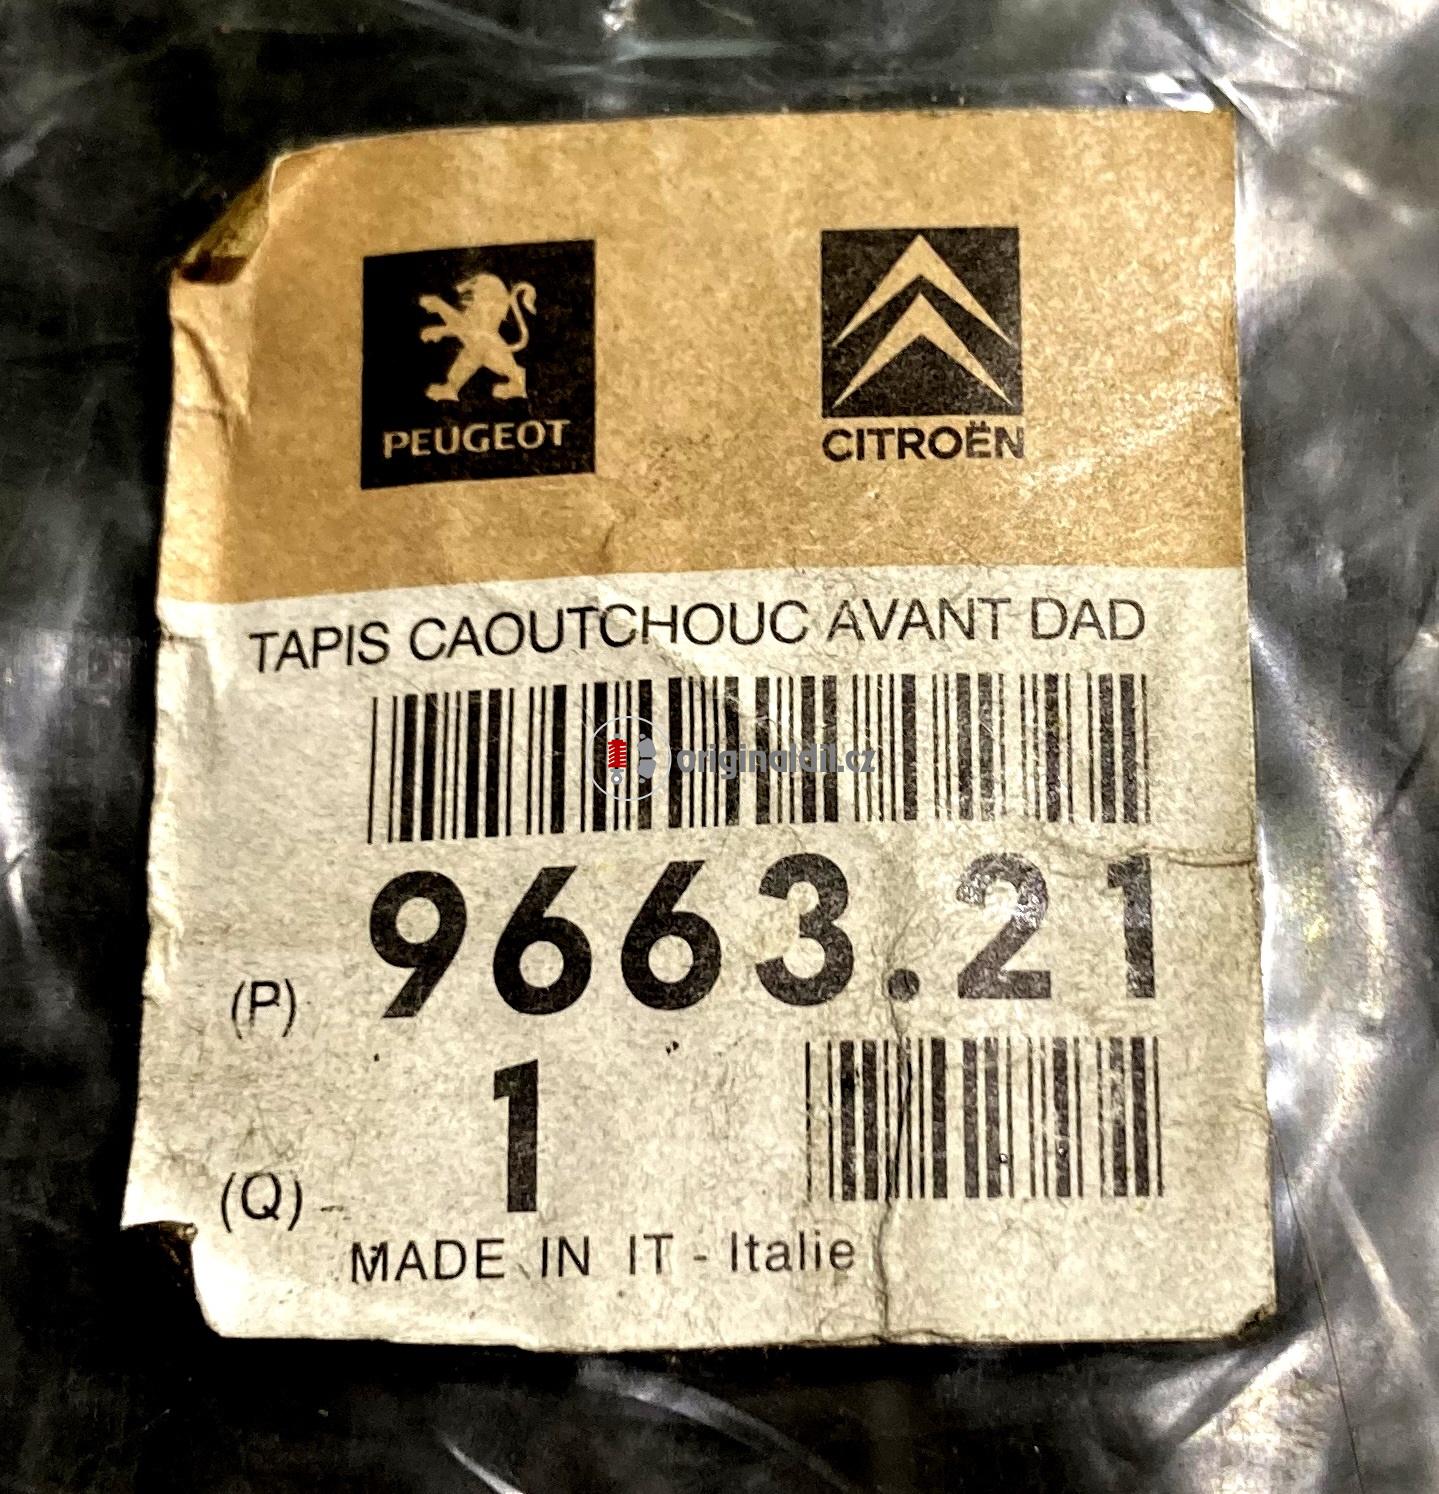 PEUGEOT
CITROËN
TAPIS CAOUTCHOUC AVANT DAD
originaldil.cz
(P) 9663.21
(Q) 1
MADE IN IT - Italie